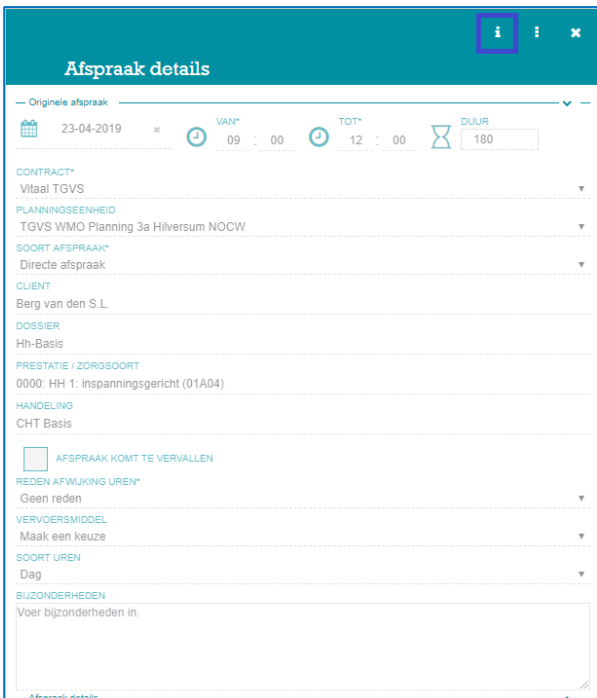 Afspraak details
Originele afspraak
23-04-2019
VAN*
09 : 00
TOT*
12 : 00
DUUR
180
CONTRACT*
Vitaal TGVS
PLANNINGSEENHEID
TGVS WMO Planning 3a Hilversum NOCW
SOORT AFSPRAAK*
Directe afspraak
CLIENT
Berg van den S.L.
DOSSIER
Hh-Basis
PRESTATIE / ZORGSOORT
0000: HH 1: inspanningsgericht (01A04)
HANDELING
CHT Basis
AFSPRAAK KOMT TE VERVALLEN
REDEN AFWIJKING UREN*
Geen reden
VERVOERSMIDDEL
Maak een keuze
SOORT UREN
Dag
BIJZONDERHEDEN
Voer bijzonderheden in.
Afspraak details